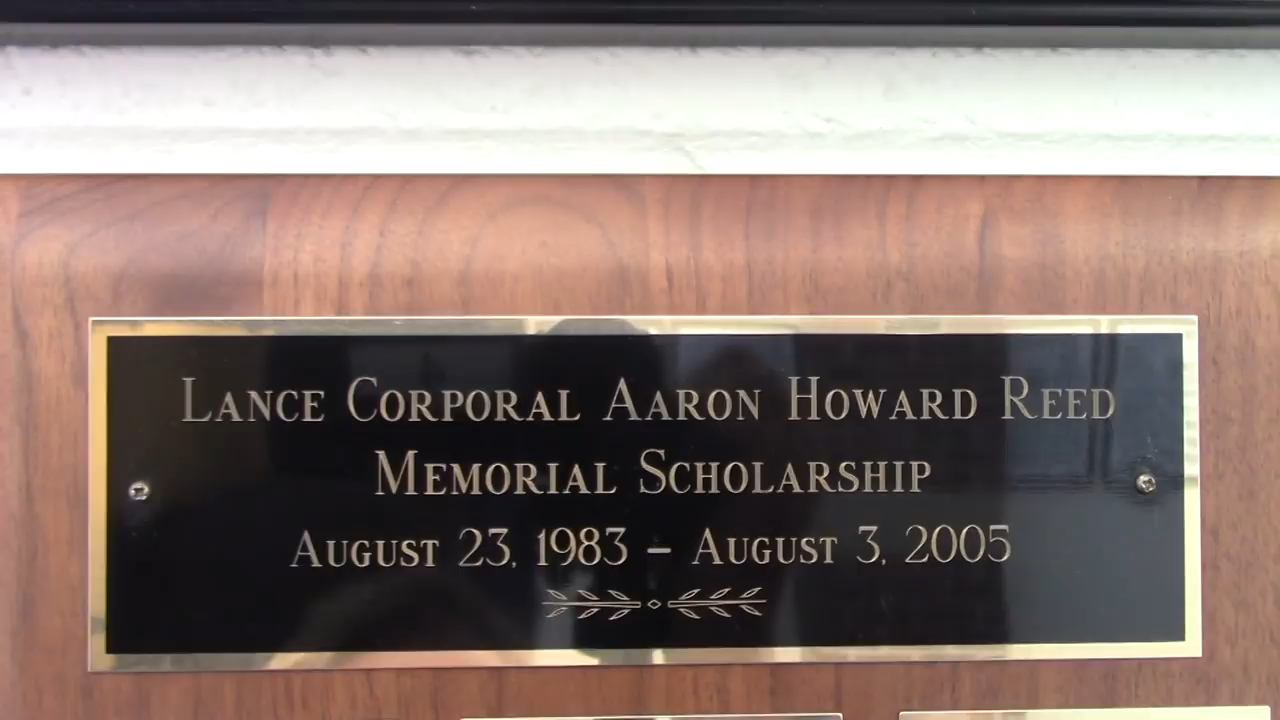 Lance Corporal Aaron Howard Reed
Memorial Scholarship
August 23, 1983 – August 3, 2005